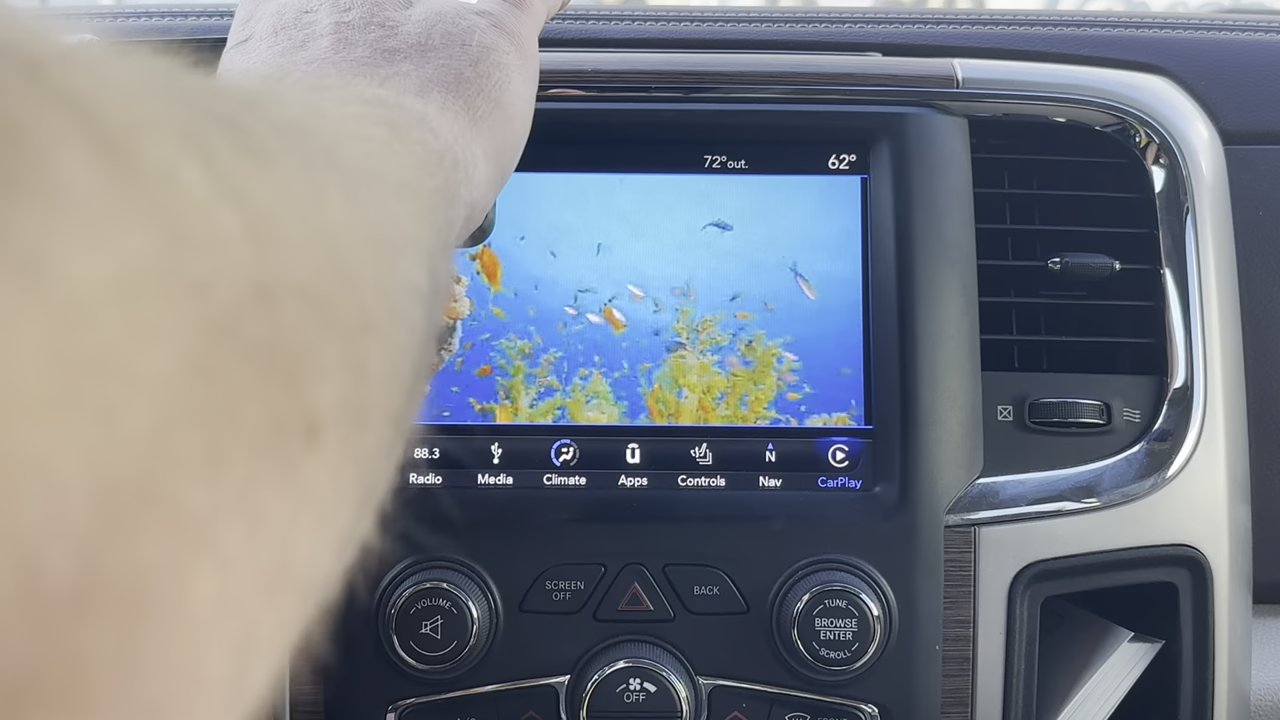 72°out. 62°
88.3
Radio Media Climate Apps Controls Nav CarPlay
N
SCREEN
OFF
BACK
VOLUME
TUNE
BROWSE
ENTER
SCROLL
OFF